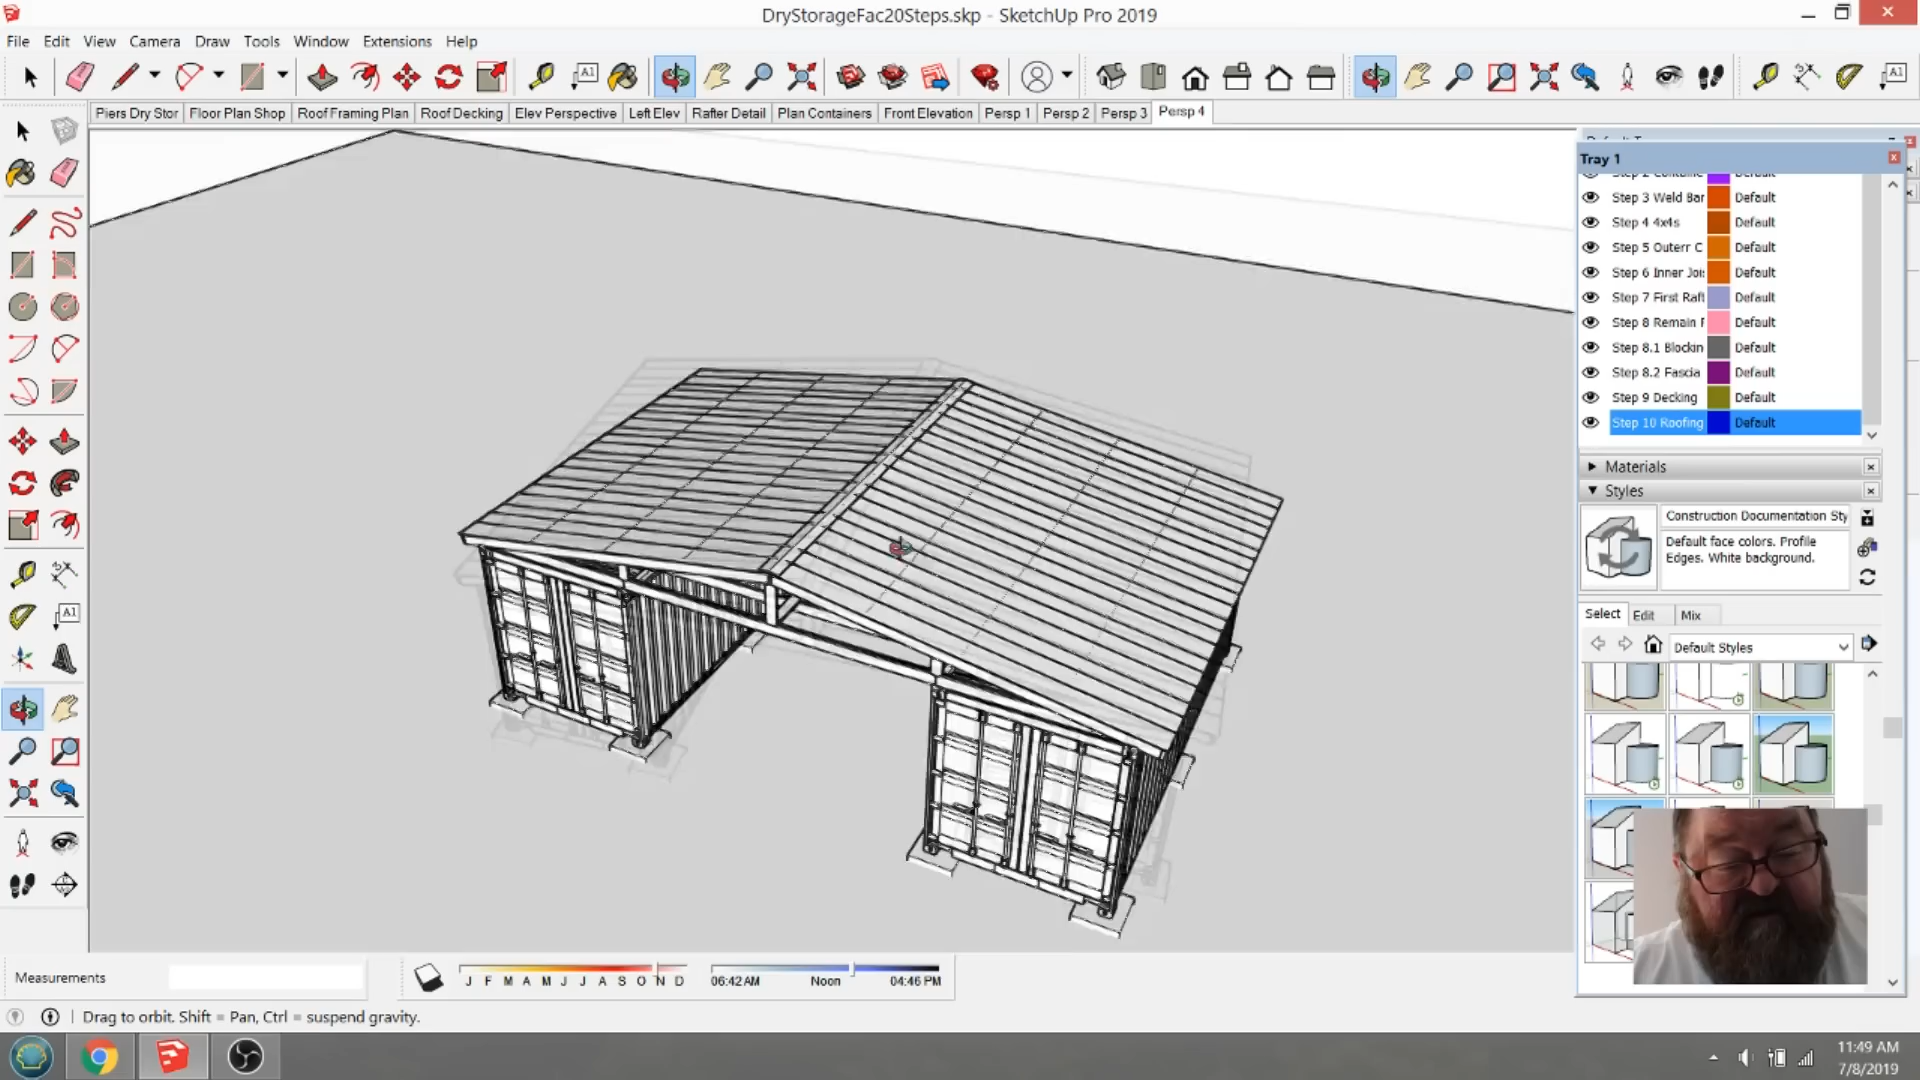 DryStorageFac20Steps.skp - SketchUp Pro 2019
File Edit View Camera Draw Tools Window Extensions Help
Piers Dry Stor Floor Plan Shop Roof Framing Plan Roof Decking Elev Perspective Left Elev Rafter Detail Plan Containers Front Elevation Persp 1 Persp 2 Persp 3 Persp 4
Tray 1
Step 3 Weld Bar Default
Step 4 4x4s Default
Step 5 Outerr C Default
Step 6 Inner Joi Default
Step 7 First Raft Default
Step 8 Remain F Default
Step 8.1 Blockin Default
Step 8.2 Fascia Default
Step 9 Decking Default
Step 10 Roofing Default
Materials
Styles
Construction Documentation Sty
Default face colors. Profile
Edges. White background.
Select Edit Mix
Default Styles
Measurements
J F M A M J J A S O N D
06:42 AM Noon 04:46 PM
Drag to orbit. Shift = Pan, Ctrl = suspend gravity.
11:49 AM
7/8/2019